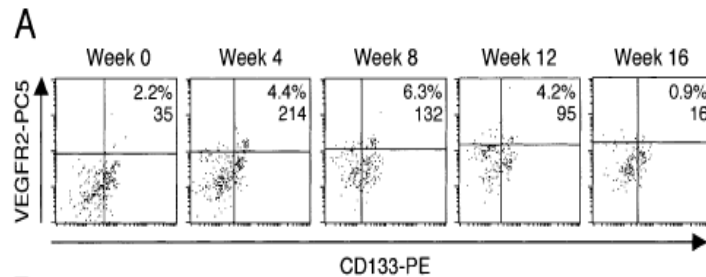 A
Week 0 Week 4 Week 8 Week 12 Week 16
2.2% 4.4% 6.3% 4.2% 0.9%
35 214 132 95 16
VEGFR2-PC5
CD133-PE